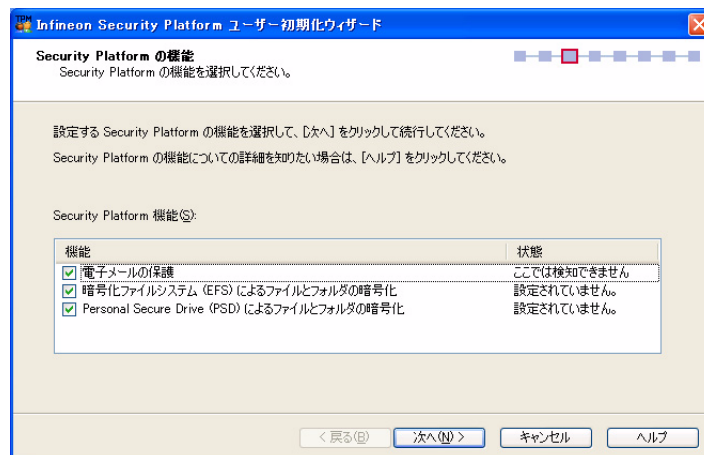 Infineon Security Platform ユーザー初期化ウィザード
Security Platform の機能
Security Platform の機能を選択してください。
設定する Security Platform の機能を選択して、[次へ] をクリックして続行してください。
Security Platform の機能についての詳細を知りたい場合は、[ヘルプ] をクリックしてください。
Security Platform 機能(S):
機能 状態
電子メールの保護 ここでは検知できません
暗号化ファイルシステム (EFS) によるファイルとフォルダの暗号化 設定されていません。
Personal Secure Drive (PSD) によるファイルとフォルダの暗号化 設定されていません。
< 戻る(B) 次へ(N) > キャンセル ヘルプ